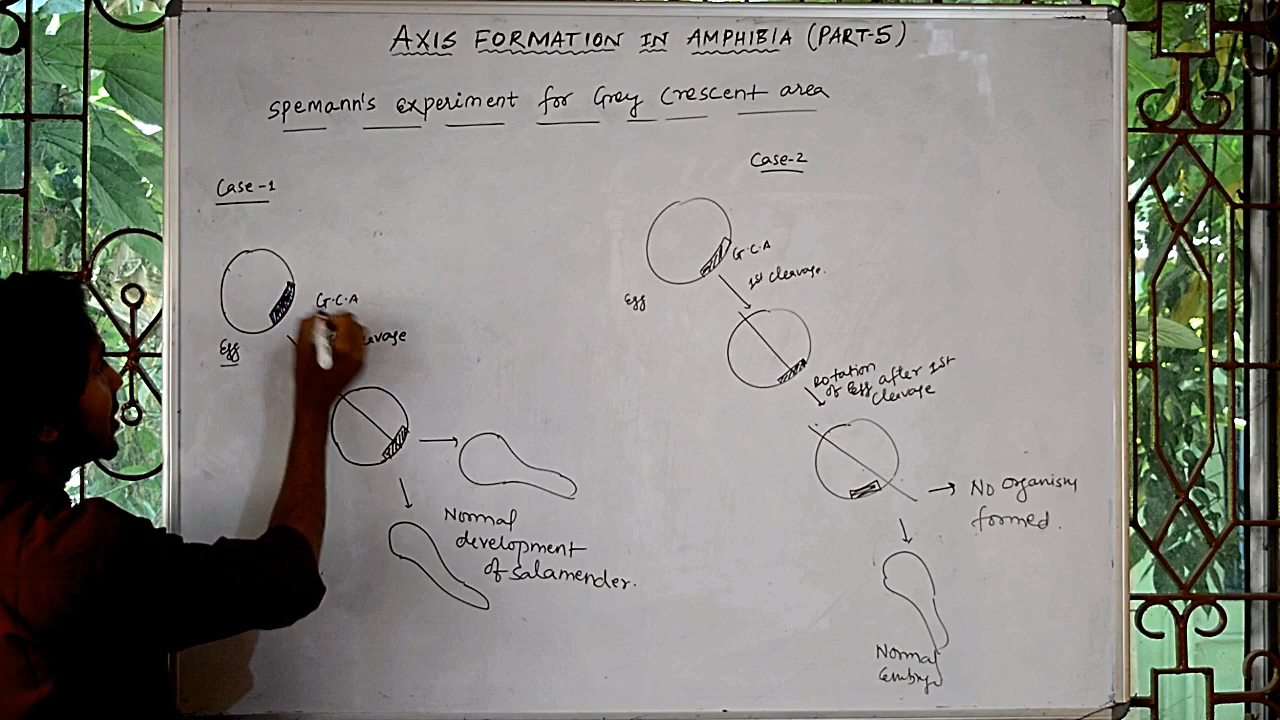 AXIS FORMATION IN AMPHIBIA (PART-5)
Spemann's experiment for Grey Crescent area
Case-1
G.C.A
Egg
Normal
development
of salamender.
Case-2
G.C.A
1st cleavage.
Egg
Rotation
of Egg after 1st
cleavage
No organism
formed.
Normal
Embryo